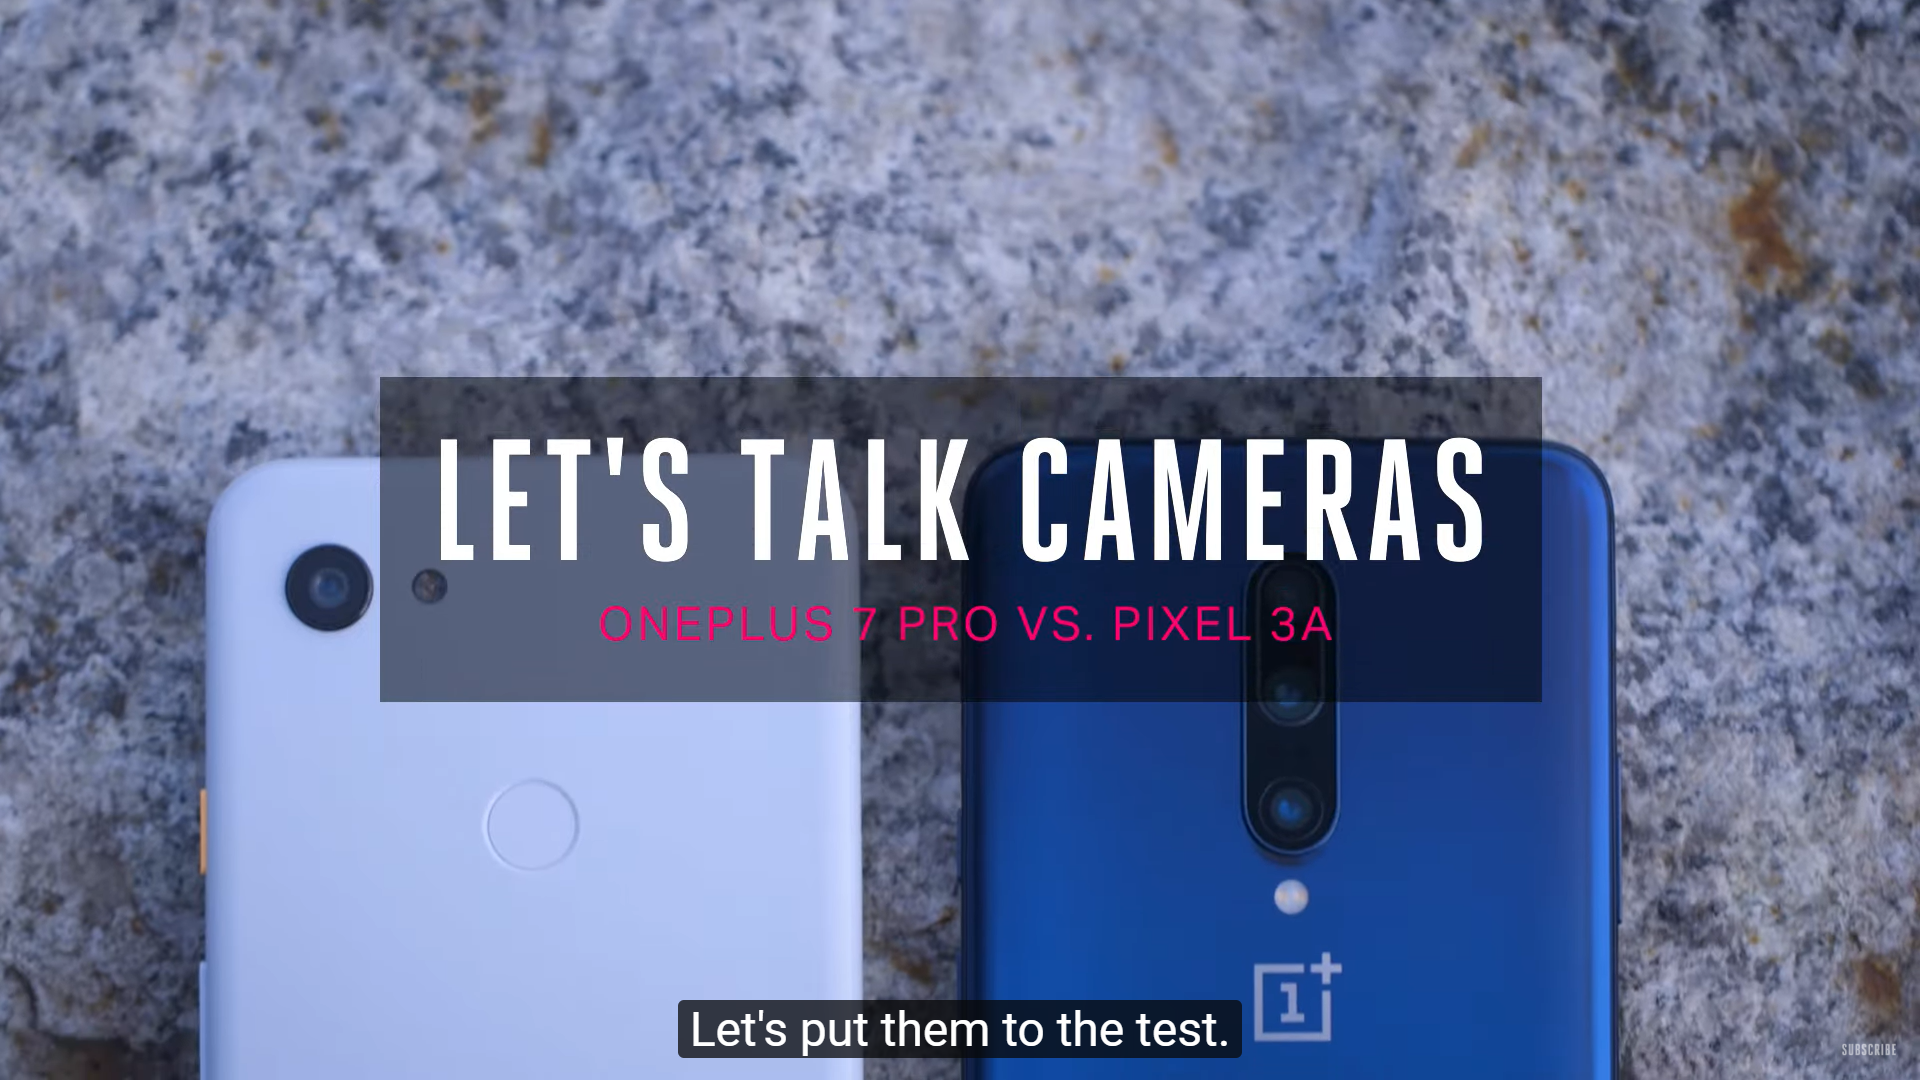 LET'S TALK CAMERAS
ONEPLUS 7 PRO VS. PIXEL 3A
1+
Let's put them to the test.
SUBSCRIBE